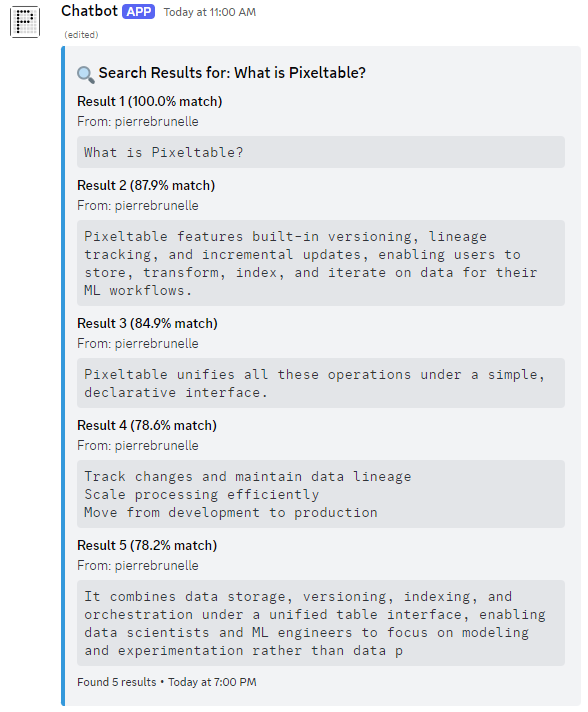 Chatbot APP Today at 11:00 AM
(edited)
Search Results for: What is Pixeltable?
Result 1 (100.0% match)
From: pierrebrunelle
What is Pixeltable?
Result 2 (87.9% match)
From: pierrebrunelle
Pixeltable features built-in versioning, lineage
tracking, and incremental updates, enabling users to
store, transform, index, and iterate on data for their
ML workflows.
Result 3 (84.9% match)
From: pierrebrunelle
Pixeltable unifies all these operations under a simple,
declarative interface.
Result 4 (78.6% match)
From: pierrebrunelle
Track changes and maintain data lineage
Scale processing efficiently
Move from development to production
Result 5 (78.2% match)
From: pierrebrunelle
It combines data storage, versioning, indexing, and
orchestration under a unified table interface, enabling
data scientists and ML engineers to focus on modeling
and experimentation rather than data p
Found 5 results • Today at 7:00 PM